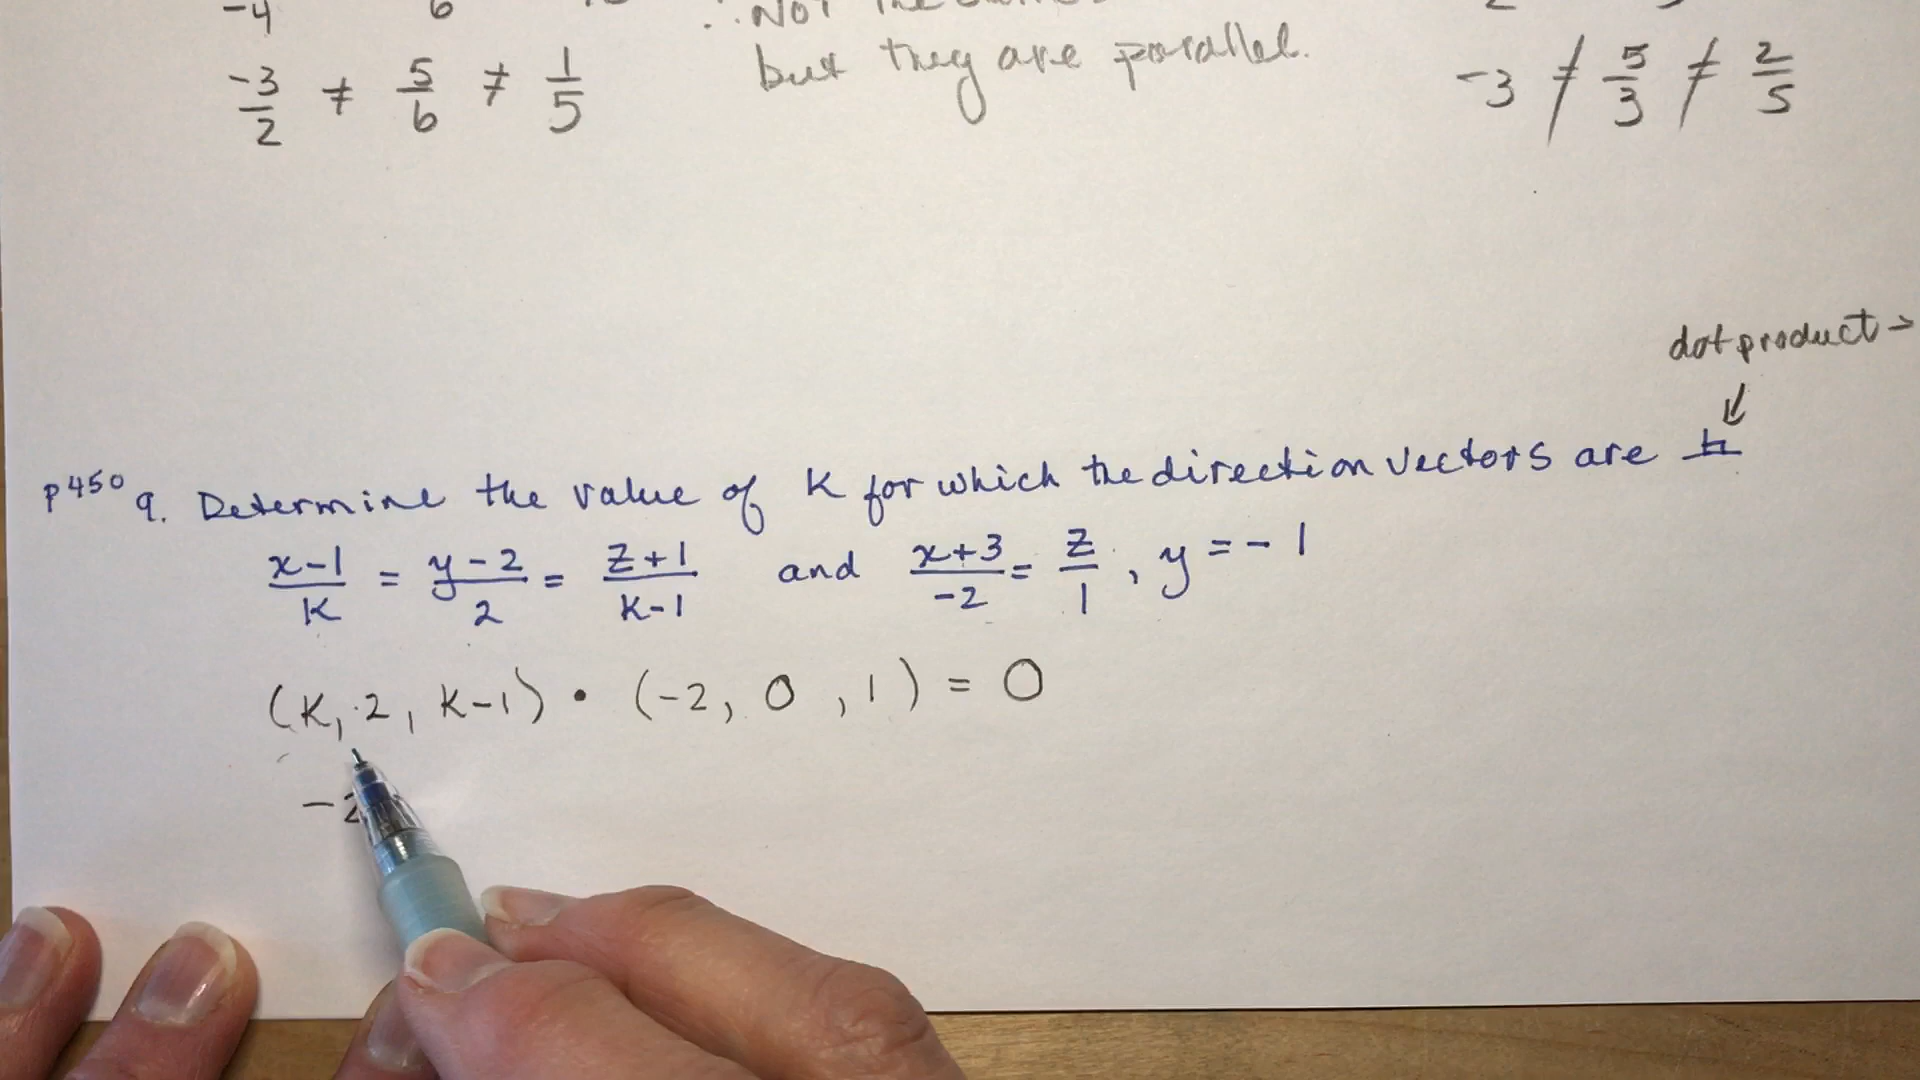 -4 6
∴ Not the
-3/2 ≠ 5/6 ≠ 1/5
but they are parallel.
-3 ≠ 5/3 ≠ 2/5
dot product →
p450 9. Determine the value of K for which the direction vectors are ⊥
x-1/K = y-2/2 = z+1/K-1 and x+3/-2 = z/1, y = -1
(K, 2, K-1) • (-2, 0, 1) = 0
-2